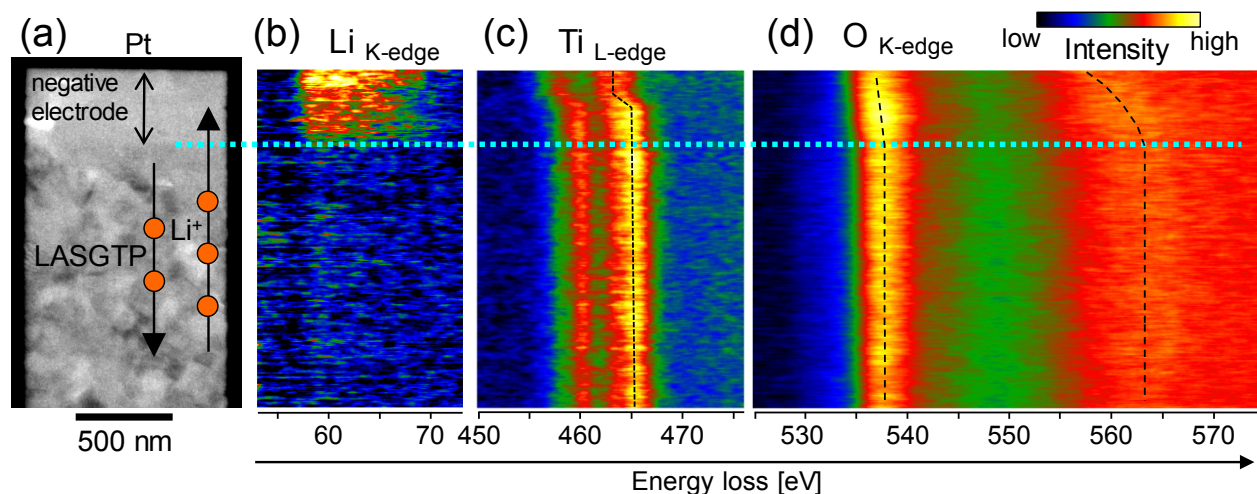 (a)
Pt
negative
electrode
Li+
LASGTP
500 nm
(b) Li K-edge
60 70
(c) Ti L-edge
450 460 470
(d) O K-edge
low Intensity high
530 540 550 560 570
Energy loss [eV]